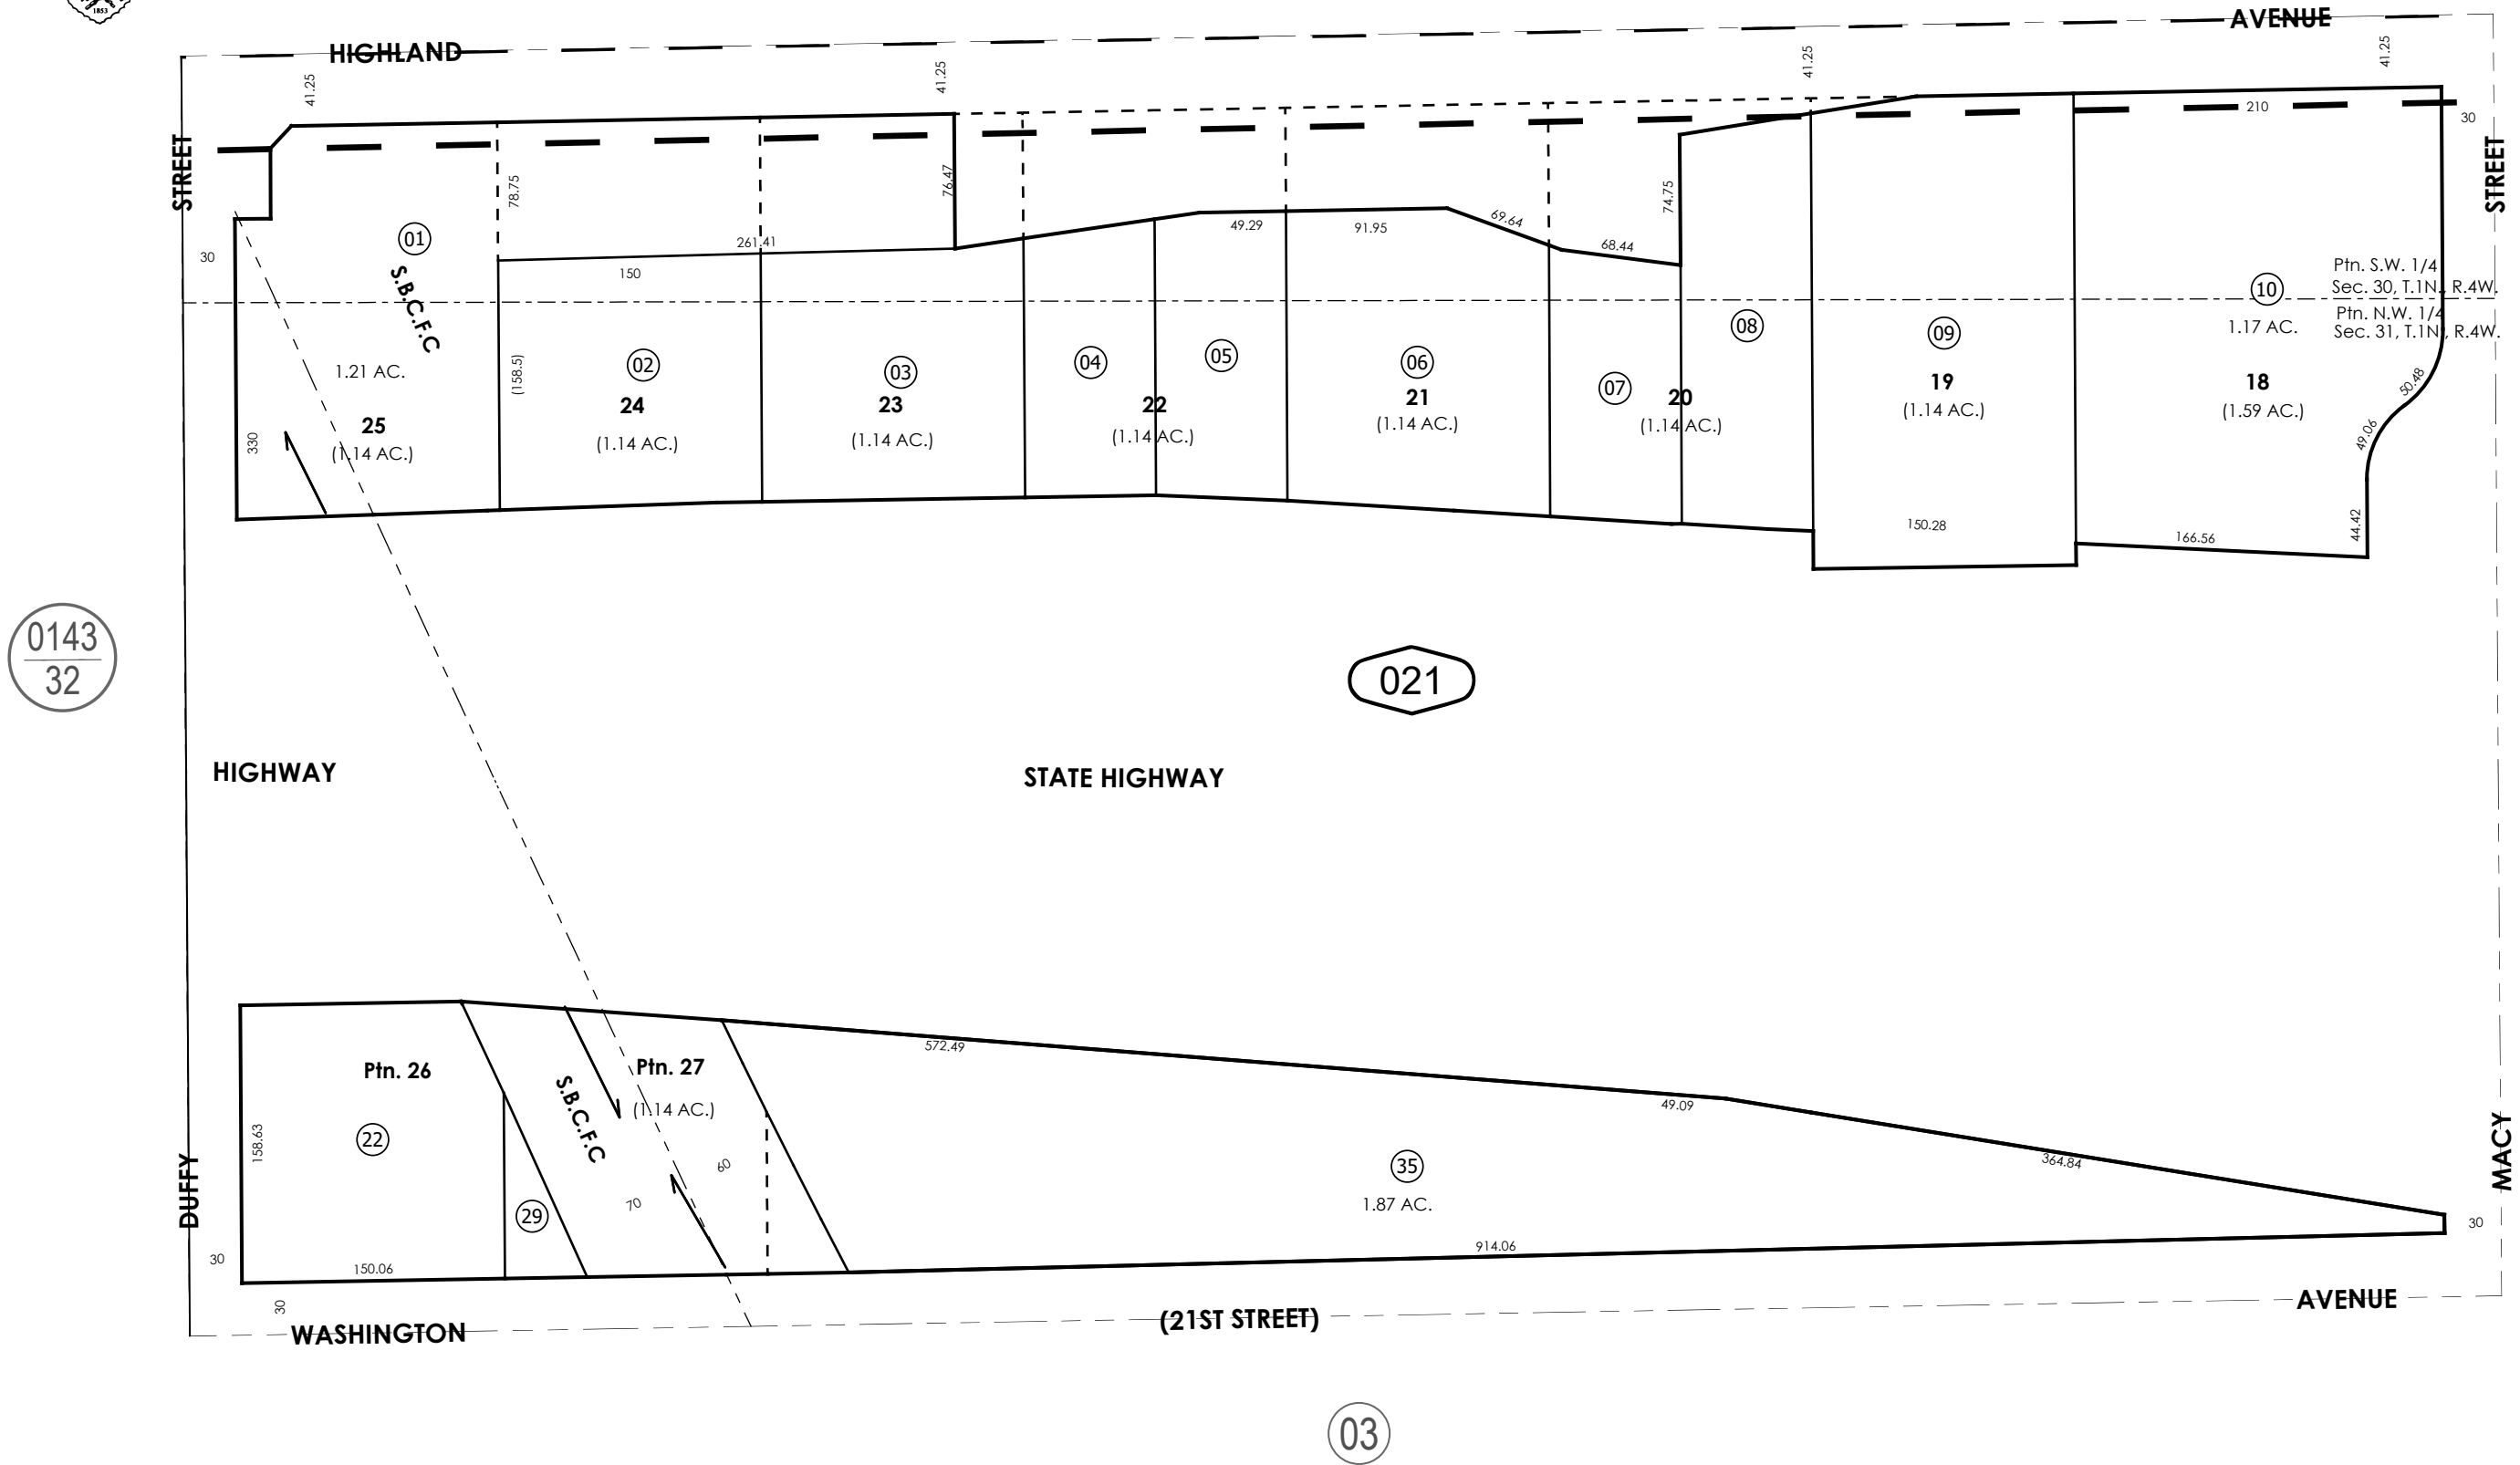 1853
HIGHLAND
AVENUE
41.25
41.25
41.25
41.25
STREET
78.75
76.47
74.75
210
30
STREET
01
S.B.C.F.C
30
261.41
150
49.29
91.95
69.64
68.44
Ptn. S.W. 1/4
Sec. 30, T.1N., R.4W.
Ptn. N.W. 1/4
Sec. 31, T.1N., R.4W.
10
1.17 AC.
08
09
1.21 AC.
(158.5)
02
03
04
05
06
07
25
24
23
22
21
20
19
18
(1.14 AC.)
(1.14 AC.)
(1.14 AC.)
(1.14 AC.)
(1.14 AC.)
(1.14 AC.)
(1.14 AC.)
(1.59 AC.)
330
50.48
49.06
44.42
150.28
166.56
0143
32
021
HIGHWAY
STATE HIGHWAY
572.49
Ptn. 26
Ptn. 27
(1.14 AC.)
S.B.C.F.C
49.09
158.63
22
60
70
29
35
1.87 AC.
364.84
DUFFY
MACY
30
150.06
914.06
30
30
WASHINGTON
(21ST STREET)
AVENUE
03